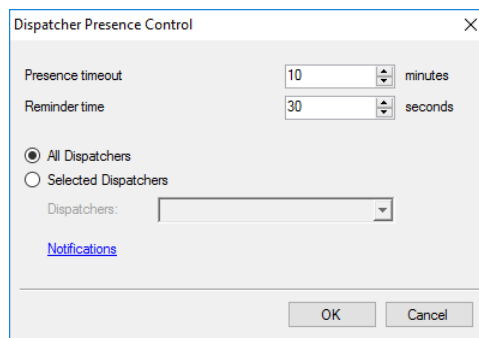 Dispatcher Presence Control
Presence timeout 10 minutes
Reminder time 30 seconds
All Dispatchers
Selected Dispatchers
Dispatchers:
Notifications
OK Cancel